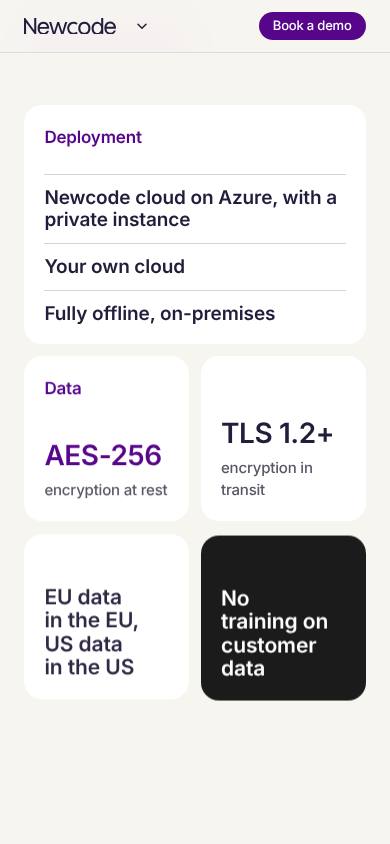 Newcode
Book a demo
Deployment
Newcode cloud on Azure, with a
private instance
Your own cloud
Fully offline, on-premises
Data
AES-256
encryption at rest
TLS 1.2+
encryption in
transit
EU data
in the EU,
US data
in the US
No
training on
customer
data